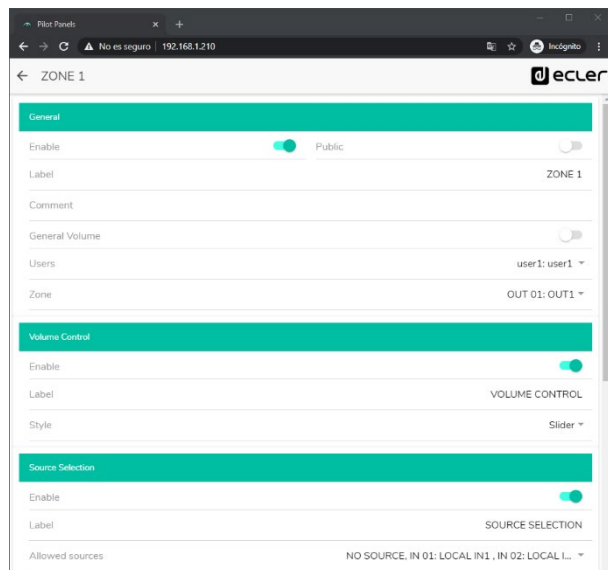 Pilot Panels
No es seguro | 192.168.1.210 Incógnito
ZONE 1 ecler
General
Enable Public
Label ZONE 1
Comment
General Volume
Users user1: user1
Zone OUT 01: OUT1
Volume Control
Enable
Label VOLUME CONTROL
Style Slider
Source Selection
Enable
Label SOURCE SELECTION
Allowed sources NO SOURCE, IN 01: LOCAL IN1 , IN 02: LOCAL I...